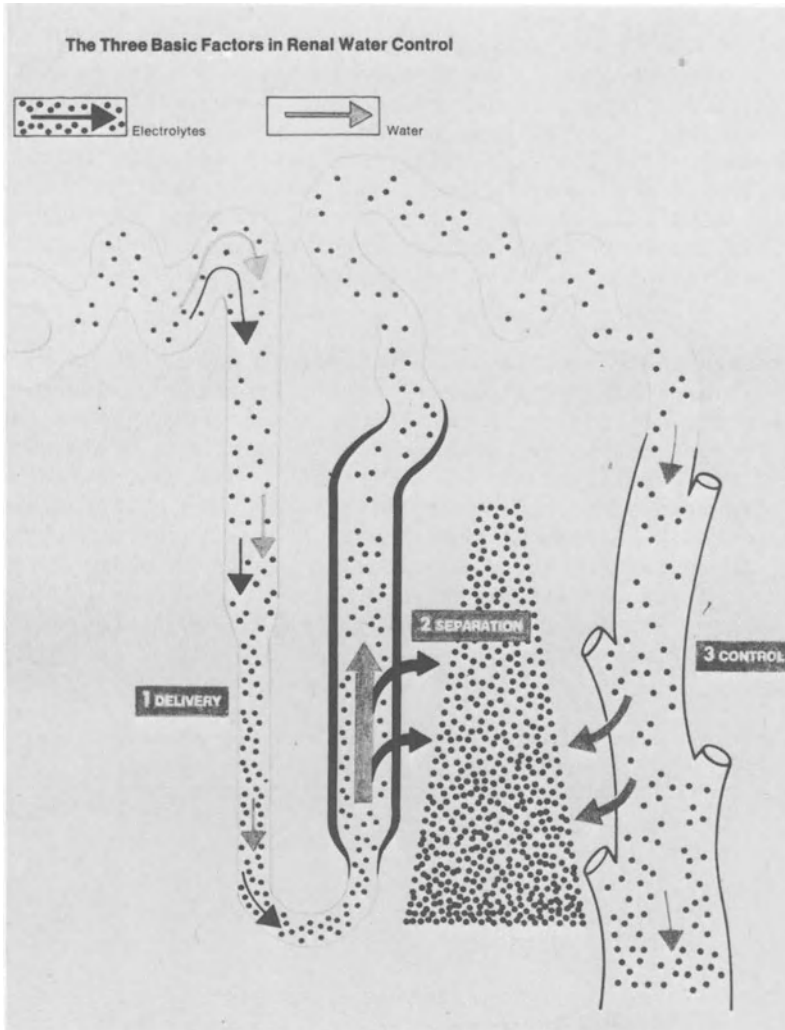 The Three Basic Factors in Renal Water Control
Electrolytes
Water
2 SEPARATION
1 DELIVERY
3 CONTROL